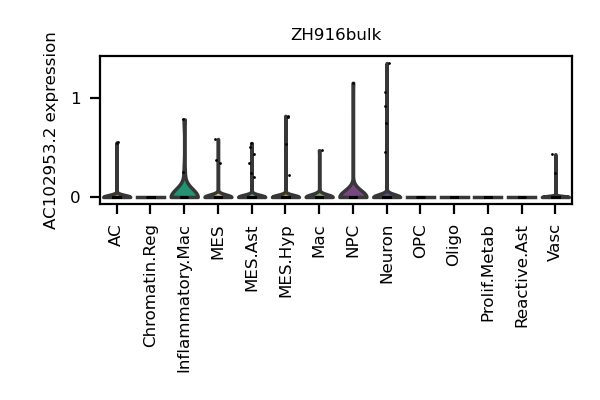 ZH916bulk
AC102953.2 expression
1
0
AC
Chromatin.Reg
Inflammatory.Mac
MES
MES.Ast
MES.Hyp
Mac
NPC
Neuron
OPC
Oligo
Prolif.Metab
Reactive.Ast
Vasc